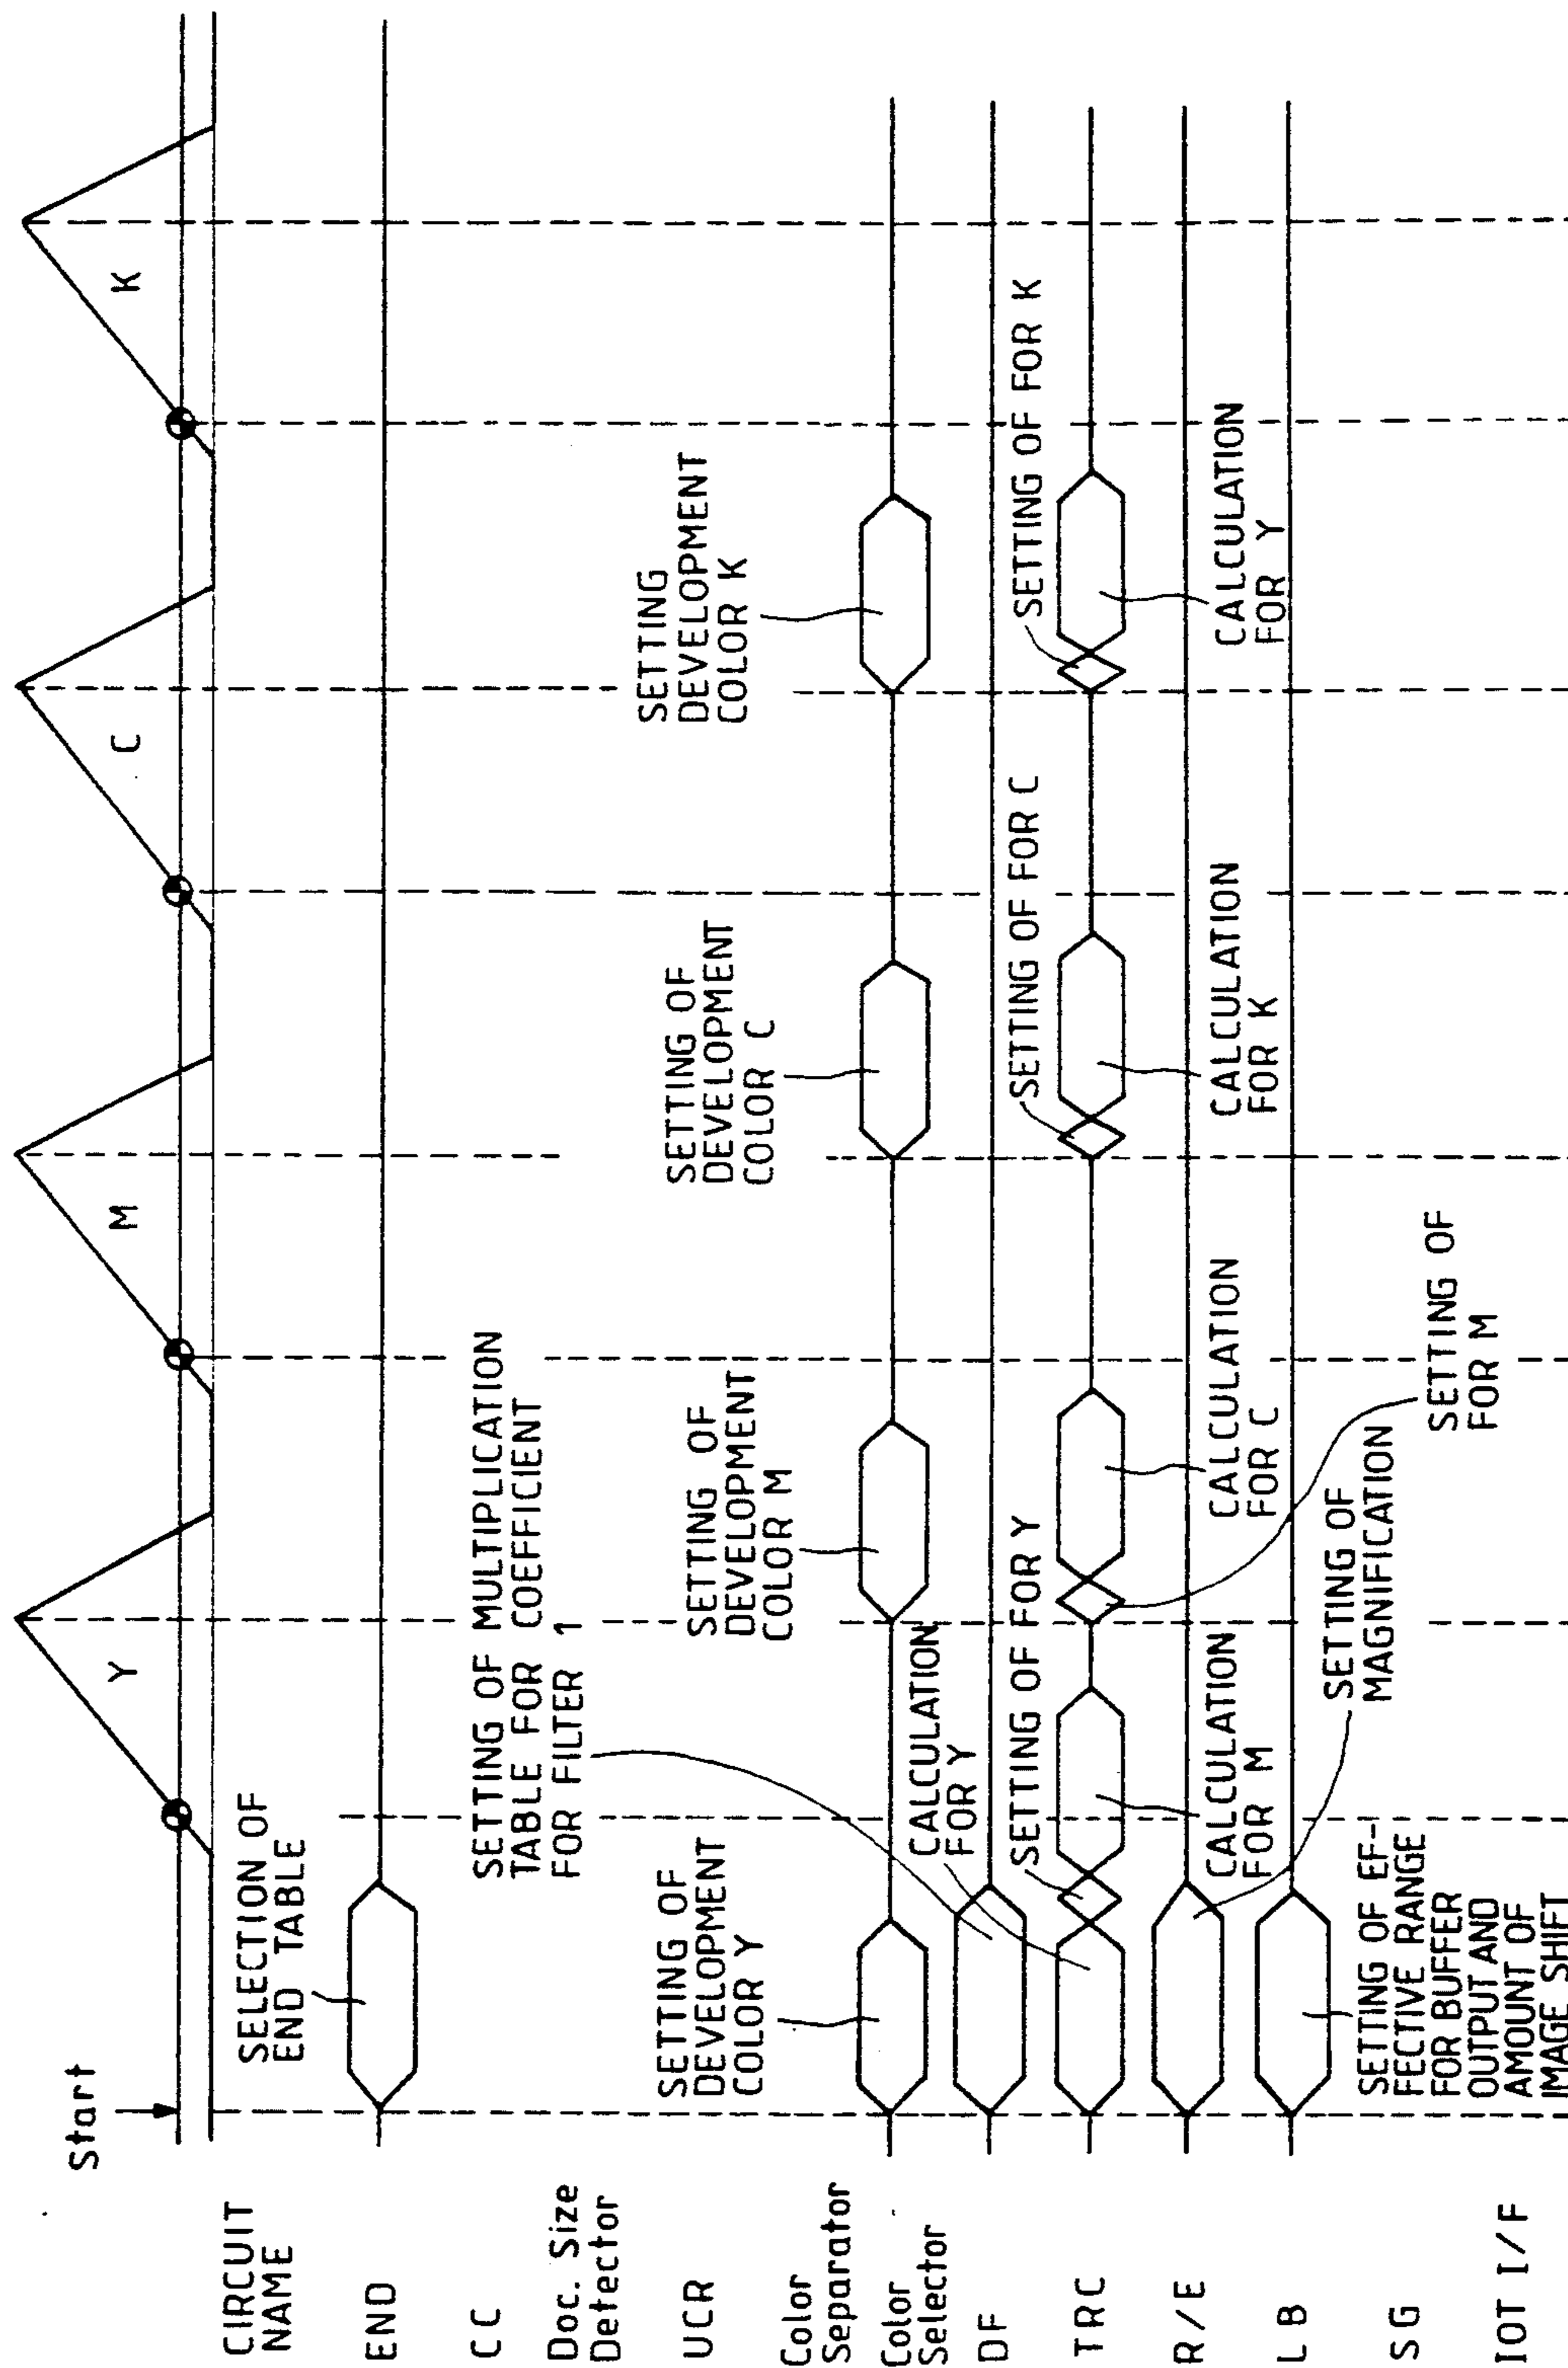 Start
Y
M
C
K
CIRCUIT
NAME
END
SELECTION OF
END TABLE
CC
SETTING OF MULTIPLICATION
TABLE FOR COEFFICIENT
FOR FILTER 1
Doc. Size
Detector
UCR
SETTING OF
DEVELOPMENT
COLOR Y
SETTING OF
DEVELOPMENT
COLOR M
SETTING OF
DEVELOPMENT
COLOR C
SETTING
DEVELOPMENT
COLOR K
Color
Separator
Color
Selector
DF
CALCULATION
FOR Y
TRC
SETTING OF FOR Y
SETTING OF FOR C
SETTING OF FOR K
R/E
CALCULATION
FOR M
CALCULATION
FOR C
CALCULATION
FOR K
CALCULATION
FOR Y
LB
SETTING OF
MAGNIFICATION
SETTING OF
FOR M
SG
SETTING OF EF-
FECTIVE RANGE
FOR BUFFER
OUTPUT AND
AMOUNT OF
IMAGE SHIFT
IOT I/F